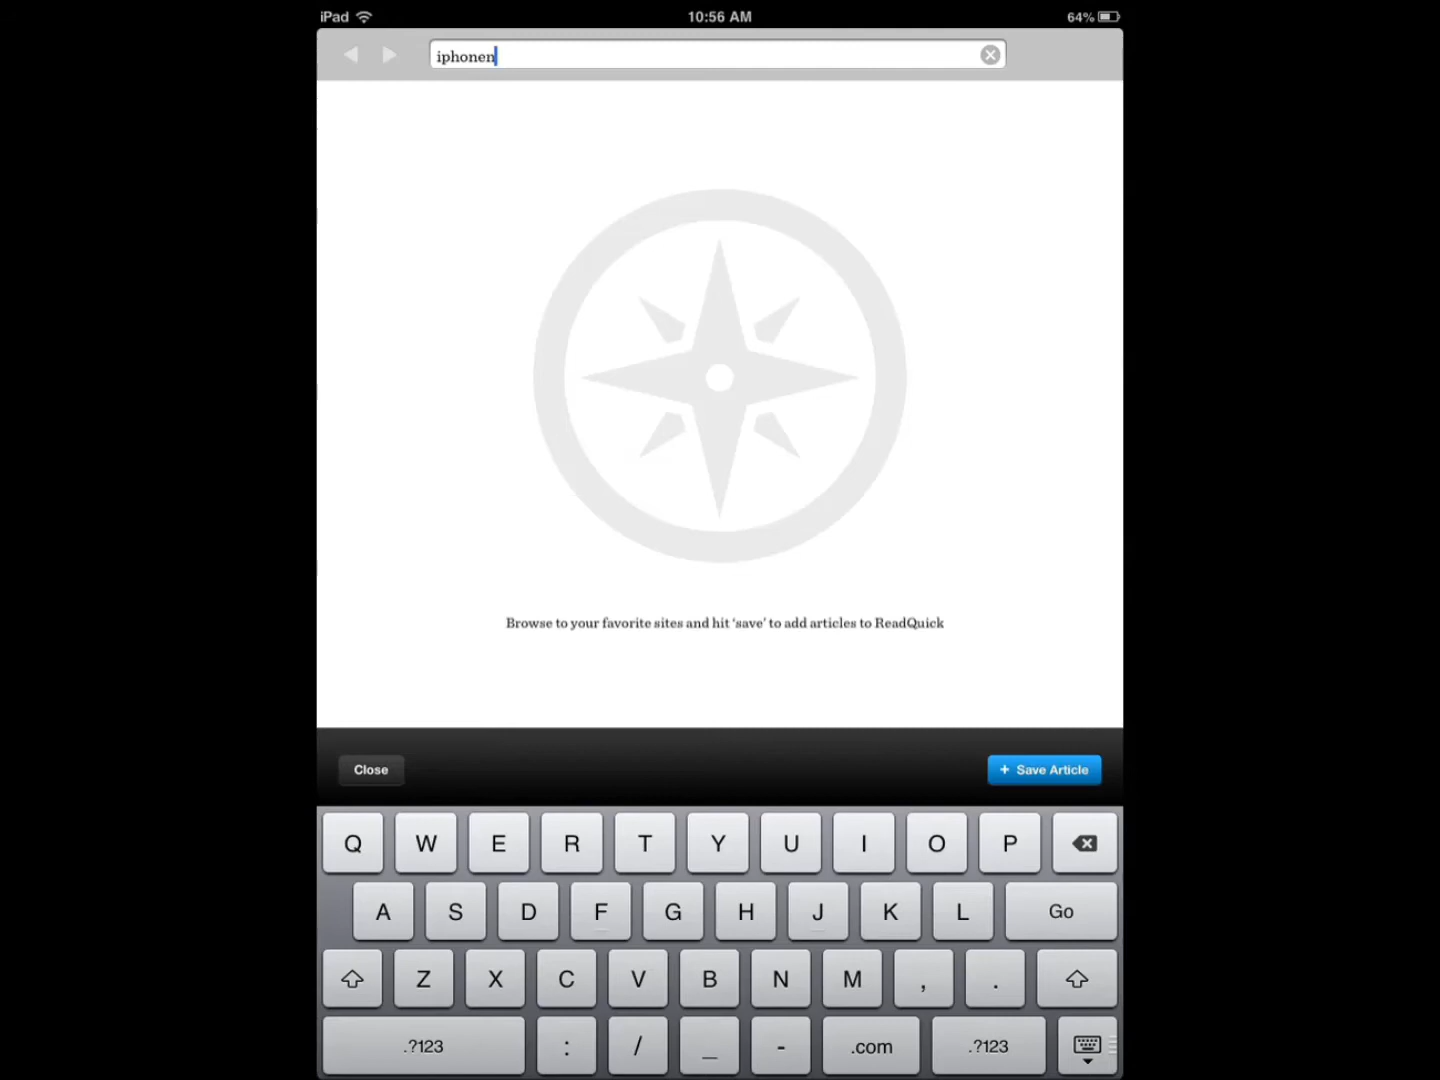 iPad 10:56 AM 64%
iphonen
Browse to your favorite sites and hit ‘save’ to add articles to ReadQuick
Close + Save Article
Q W E R T Y U I O P
A S D F G H J K L Go
Z X C V B N M , .
.?123 : / _ - .com .?123